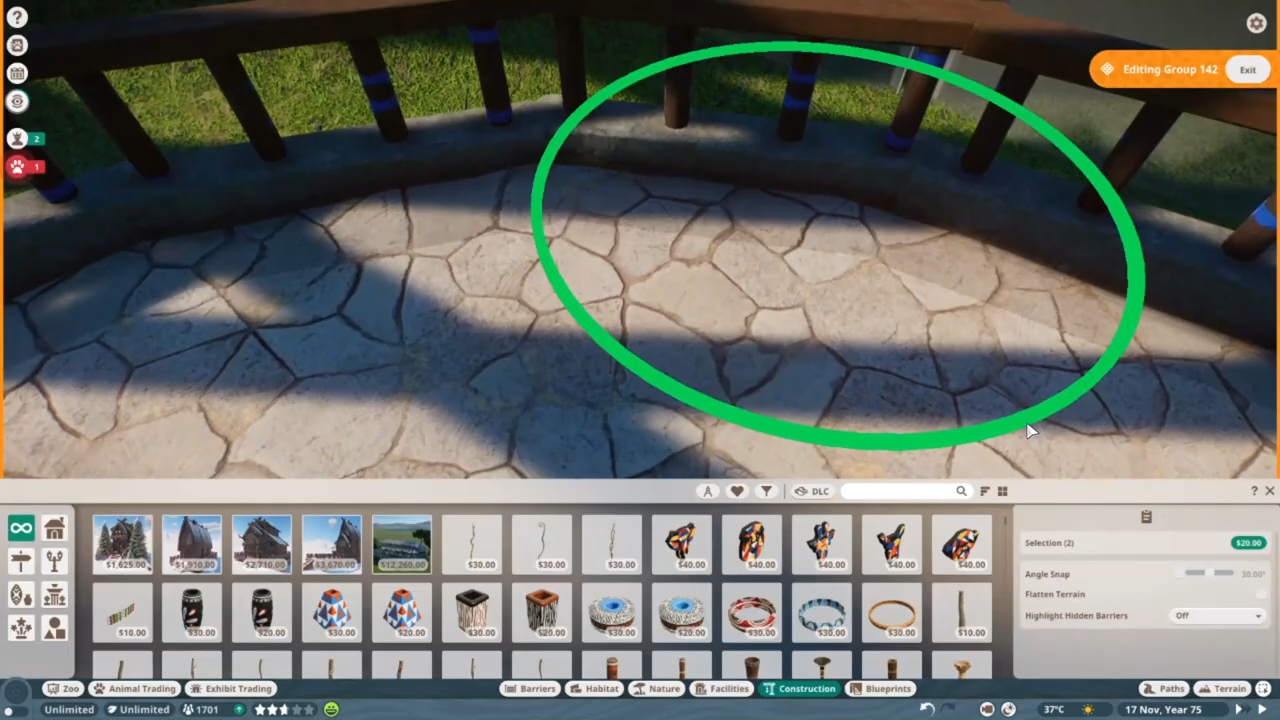 ?
Editing Group 142 Exit
2
1
DLC
? ×
$1,625.00 $1,910.00 $2,710.00 $3,670.00 $12,260.00 $30.00 $30.00 $30.00 $40.00 $40.00 $40.00 $40.00 $40.00
$10.00 $30.00 $20.00 $30.00 $20.00 $30.00 $20.00 $30.00 $30.00 $30.00 $30.00 $30.00 $10.00
Selection (2) $20.00
Angle Snap 30.00°
Flatten Terrain
Highlight Hidden Barriers Off
Zoo Animal Trading Exhibit Trading Barriers Habitat Nature Facilities Construction Blueprints Paths Terrain
Unlimited Unlimited 1701 37°C 17 Nov, Year 75